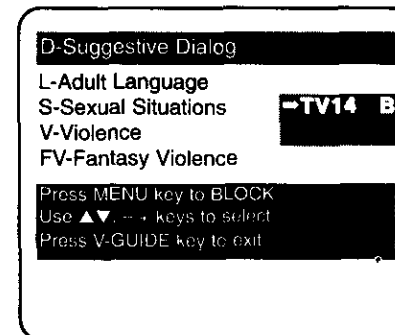 D-Suggestive Dialog
L-Adult Language
S-Sexual Situations
➡TV14 B
V-Violence
FV-Fantasy Violence
Press MENU key to BLOCK
Use ▲▼, ←→ keys to select
Press V-GUIDE key to exit